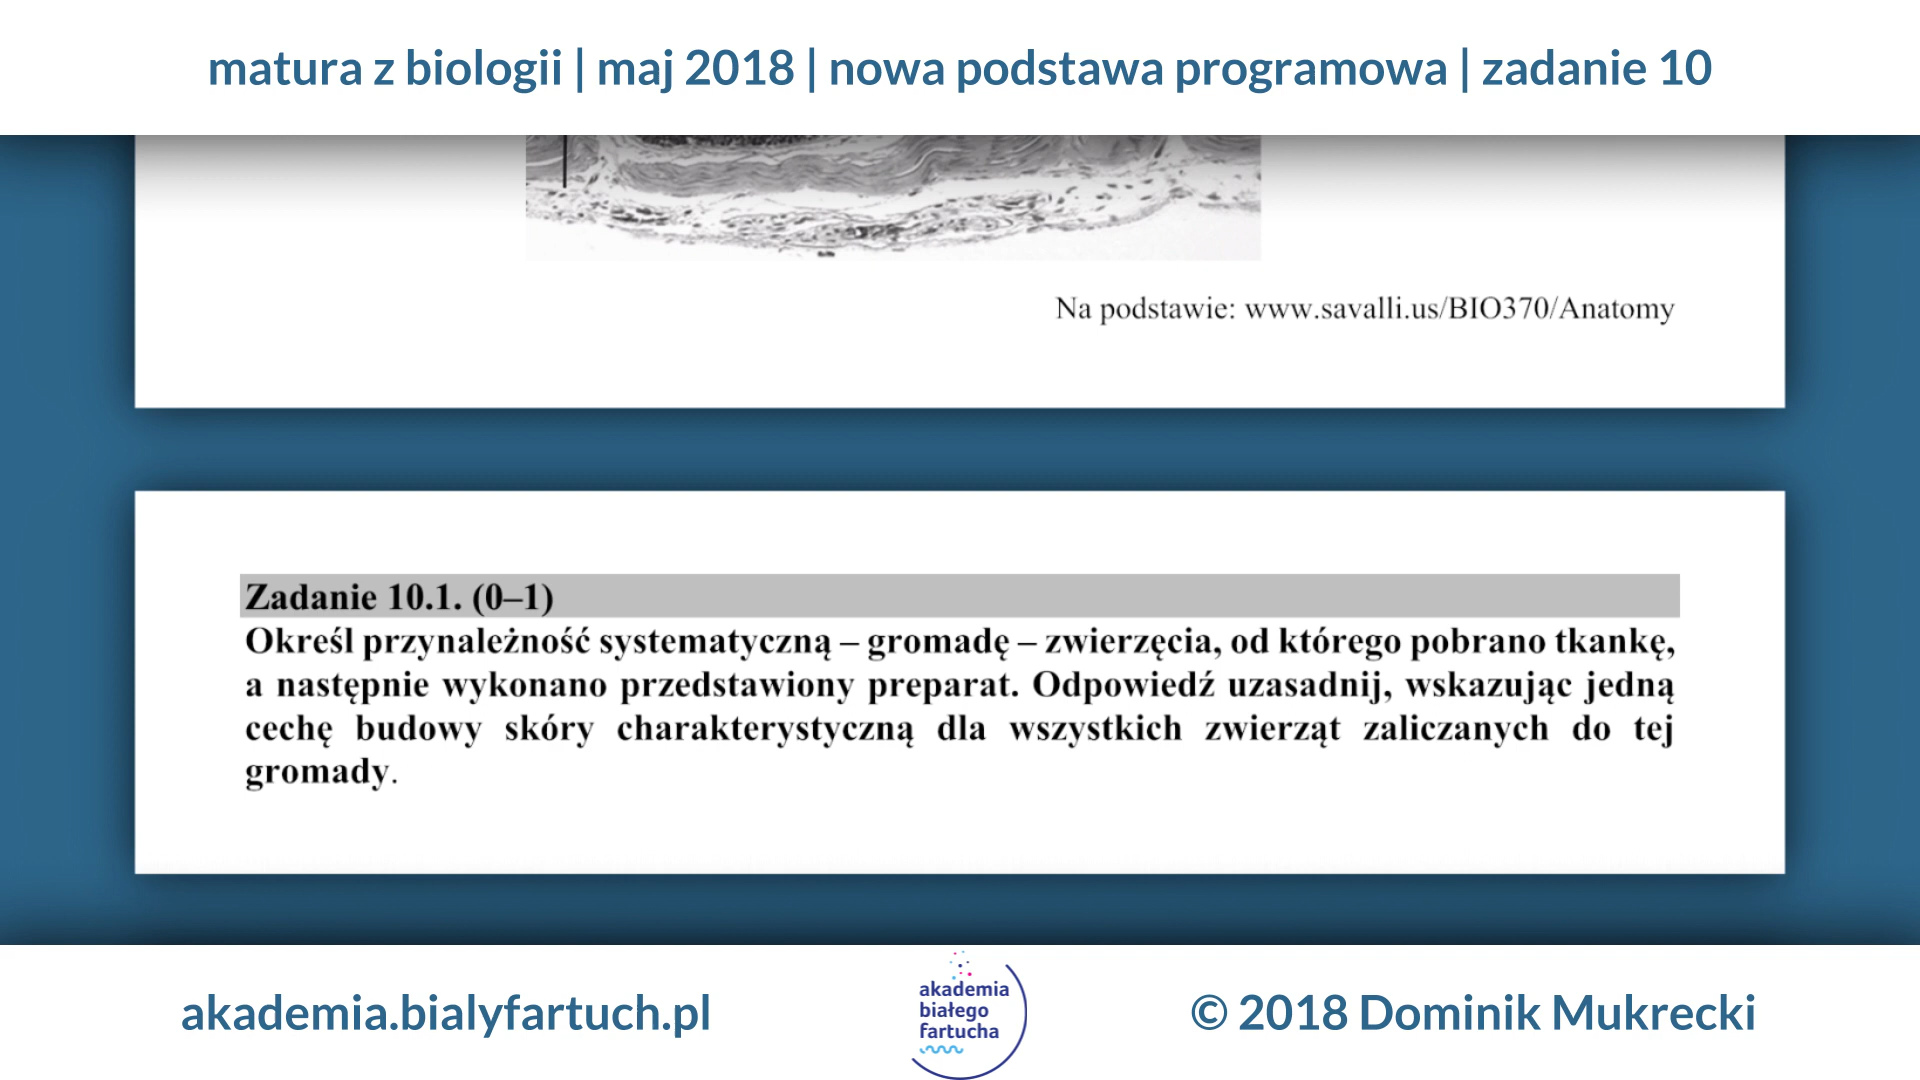 matura z biologii | maj 2018 | nowa podstawa programowa | zadanie 10
Na podstawie: www.savalli.us/BIO370/Anatomy
Zadanie 10.1. (0–1)
Określ przynależność systematyczną – gromadę – zwierzęcia, od którego pobrano tkankę,
a następnie wykonano przedstawiony preparat. Odpowiedź uzasadnij, wskazując jedną
cechę budowy skóry charakterystyczną dla wszystkich zwierząt zaliczanych do tej
gromady.
akademia.bialyfartuch.pl
akademia
białego
fartucha
© 2018 Dominik Mukrecki